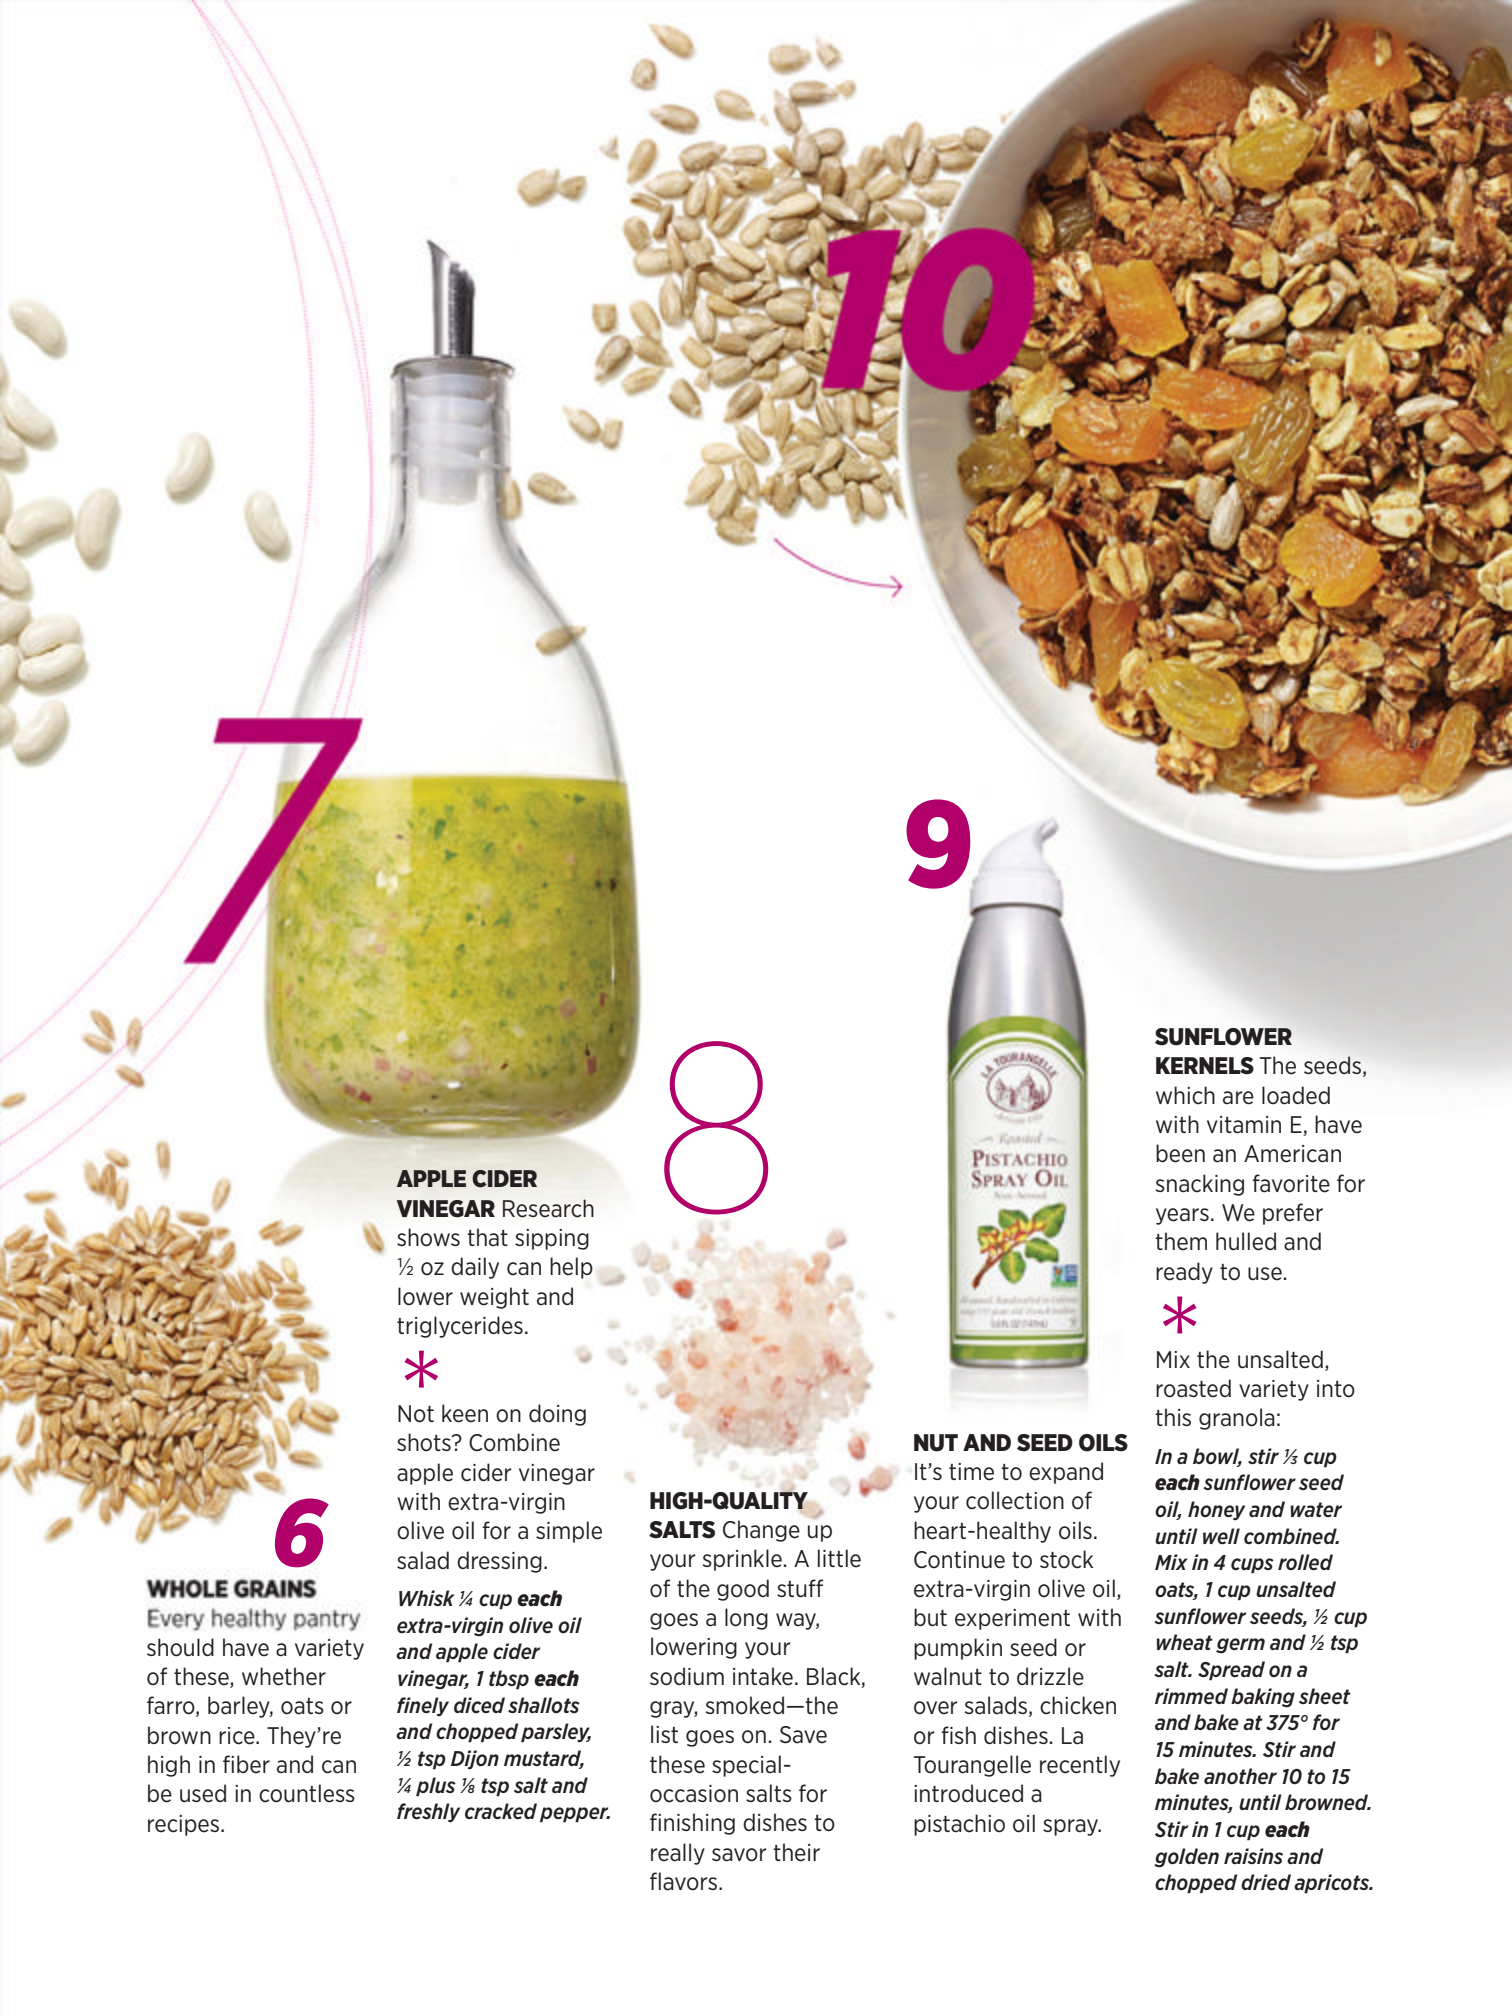 10
7
9
LA TOURANGELLE
Roasted
PISTACHIO
SPRAY OIL
8
6
WHOLE GRAINS
Every healthy pantry
should have a variety
of these, whether
farro, barley, oats or
brown rice. They’re
high in fiber and can
be used in countless
recipes.
APPLE CIDER
VINEGAR Research
shows that sipping
½ oz daily can help
lower weight and
triglycerides.
*
Not keen on doing
shots? Combine
apple cider vinegar
with extra-virgin
olive oil for a simple
salad dressing.
Whisk ¼ cup each
extra-virgin olive oil
and apple cider
vinegar, 1 tbsp each
finely diced shallots
and chopped parsley,
½ tsp Dijon mustard,
¼ plus ⅛ tsp salt and
freshly cracked pepper.
HIGH-QUALITY
SALTS Change up
your sprinkle. A little
of the good stuff
goes a long way,
lowering your
sodium intake. Black,
gray, smoked—the
list goes on. Save
these special-
occasion salts for
finishing dishes to
really savor their
flavors.
NUT AND SEED OILS
It’s time to expand
your collection of
heart-healthy oils.
Continue to stock
extra-virgin olive oil,
but experiment with
pumpkin seed or
walnut to drizzle
over salads, chicken
or fish dishes. La
Tourangelle recently
introduced a
pistachio oil spray.
SUNFLOWER
KERNELS The seeds,
which are loaded
with vitamin E, have
been an American
snacking favorite for
years. We prefer
them hulled and
ready to use.
*
Mix the unsalted,
roasted variety into
this granola:
In a bowl, stir ⅓ cup
each sunflower seed
oil, honey and water
until well combined.
Mix in 4 cups rolled
oats, 1 cup unsalted
sunflower seeds, ½ cup
wheat germ and ½ tsp
salt. Spread on a
rimmed baking sheet
and bake at 375° for
15 minutes. Stir and
bake another 10 to 15
minutes, until browned.
Stir in 1 cup each
golden raisins and
chopped dried apricots.